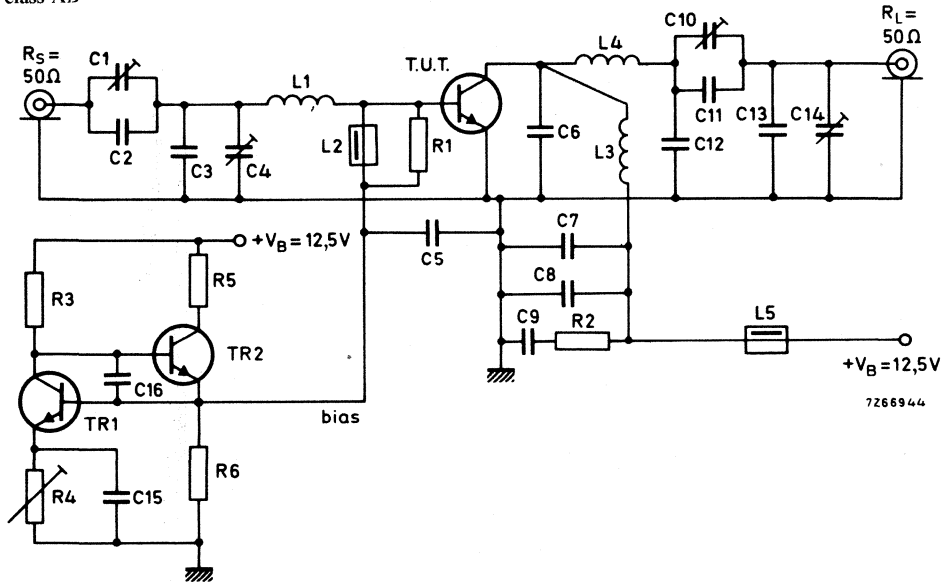 class AB
RS=
50Ω
C1
C2
C3
C4
L1
L2
R1
T.U.T.
C5
C6
L3
L4
C10
C11
C12
C13
C14
RL=
50Ω
C7
C8
C9
R2
L5
+VB=12,5V
7Z66944
+VB=12,5V
R3
R5
TR2
C16
TR1
bias
R4
C15
R6